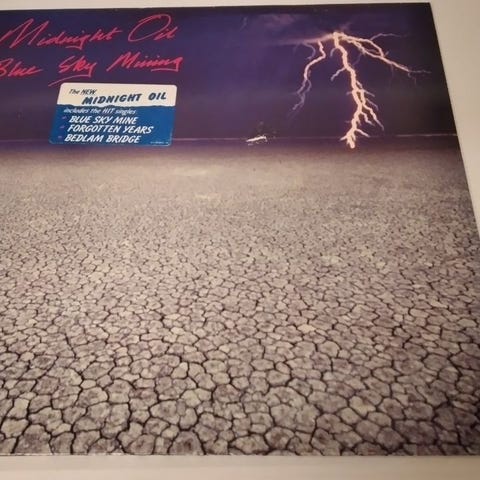 Midnight Oil
Blue Sky Mining
The NEW
MIDNIGHT OIL
includes the HIT singles:
BLUE SKY MINE
FORGOTTEN YEARS
BEDLAM BRIDGE